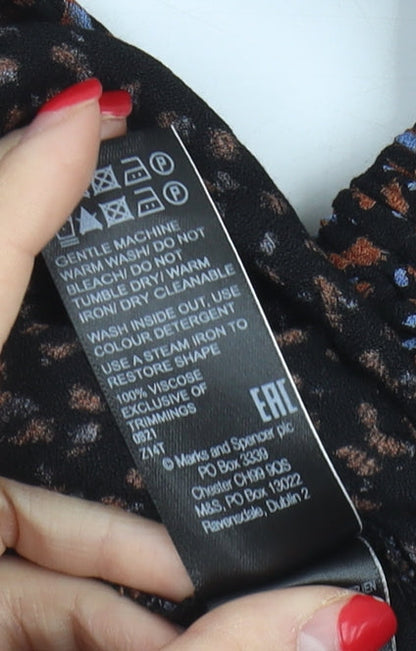 GENTLE MACHINE
WARM WASH/ DO NOT
BLEACH/ DO NOT
TUMBLE DRY/ WARM
IRON/ DRY CLEANABLE
WASH INSIDE OUT, USE
COLOUR DETERGENT
USE A STEAM IRON TO
RESTORE SHAPE
100% VISCOSE
EXCLUSIVE OF
TRIMMINGS
0821
Z14T
EAC
© Marks and Spencer plc
PO Box 3339
Chester CH99 9QS
M&S, PO Box 13022
Ravensdale, Dublin 2